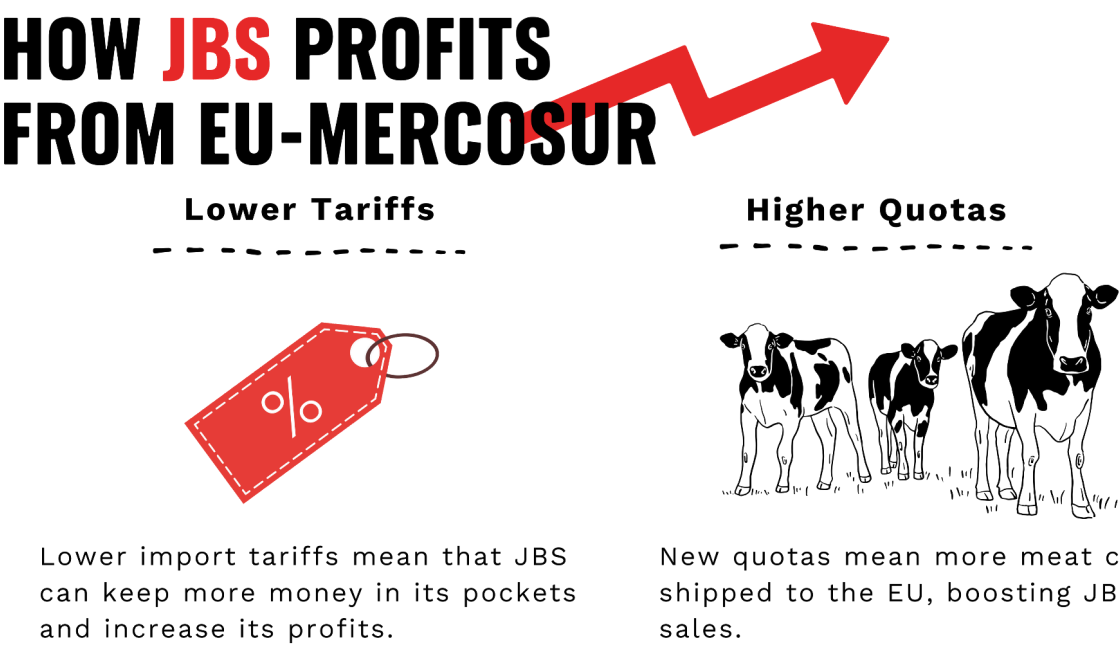 HOW JBS PROFITS
FROM EU-MERCOSUR
Lower Tariffs
%
Lower import tariffs mean that JBS
can keep more money in its pockets
and increase its profits.
Higher Quotas
New quotas mean more meat
shipped to the EU, boosting
sales.